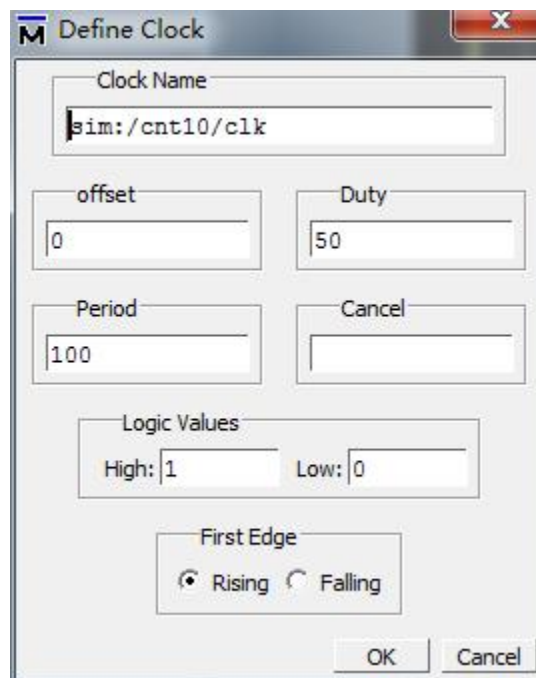 M Define Clock
Clock Name
sim:/cnt10/clk
offset
Duty
0
50
Period
Cancel
100
Logic Values
High: 1 Low: 0
First Edge
Rising Falling
OK Cancel